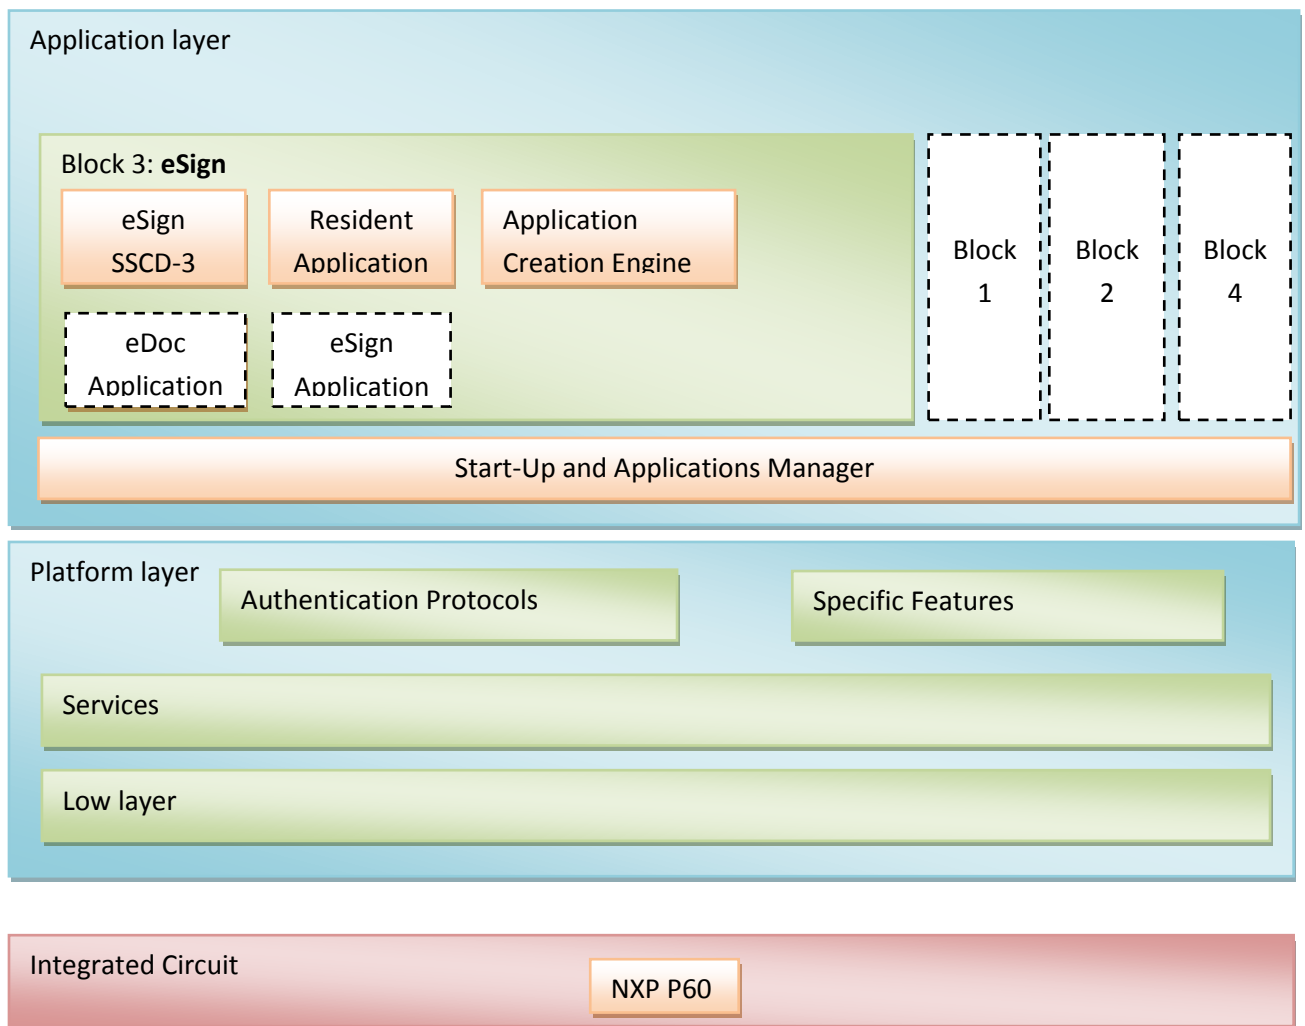 Application layer
Block 3: eSign
eSign
SSCD-3
Resident
Application
Application
Creation Engine
eDoc
Application
eSign
Application
Block
1
Block
2
Block
4
Start-Up and Applications Manager
Platform layer
Authentication Protocols
Specific Features
Services
Low layer
Integrated Circuit
NXP P60